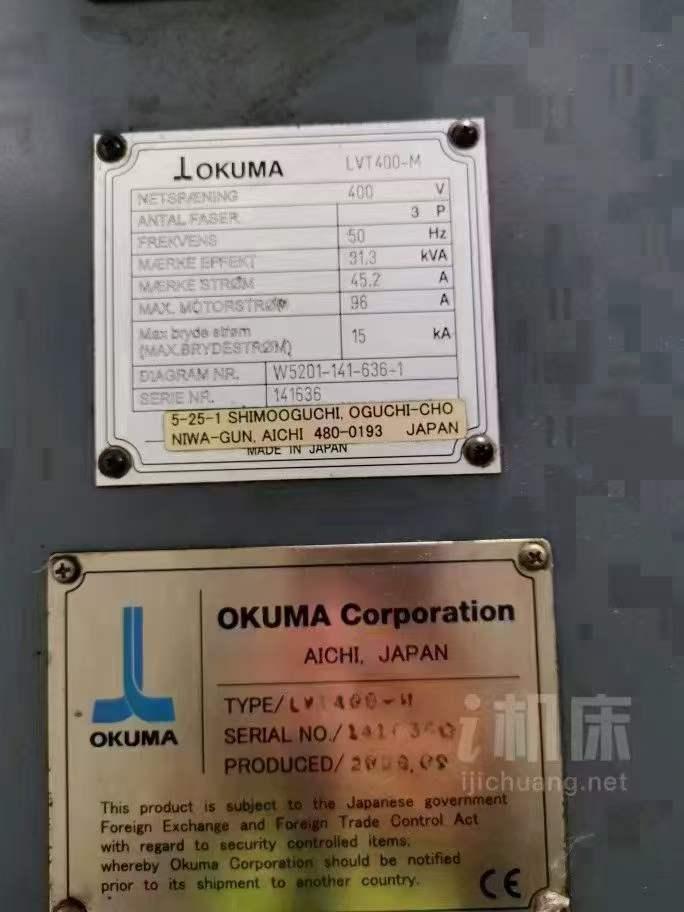 OKUMA LVT400-M
NETSPÆNING 400 V
ANTAL FASER 3 P
FREKVENS 50 Hz
MÆRKE EFFEKT 31,3 kVA
MÆRKE STRØM 45,2 A
MAX. MOTORSTRØM 96 A
Max bryde strøm
(MAX.BRYDESTRØM) 15 kA
DIAGRAM NR. W5201-141-636-1
SERIE NR. 141636
5-25-1 SHIMOOGUCHI, OGUCHI-CHO
NIWA-GUN, AICHI 480-0193 JAPAN
MADE IN JAPAN
OKUMA
OKUMA Corporation
AICHI, JAPAN
TYPE/LVT400-M
SERIAL NO./
PRODUCED/
This product is subject to the Japanese government
Foreign Exchange and Foreign Trade Control Act
with regard to security controlled items;
whereby Okuma Corporation should be notified
prior to its shipment to another country.
CE
i机床
ijichuang.net